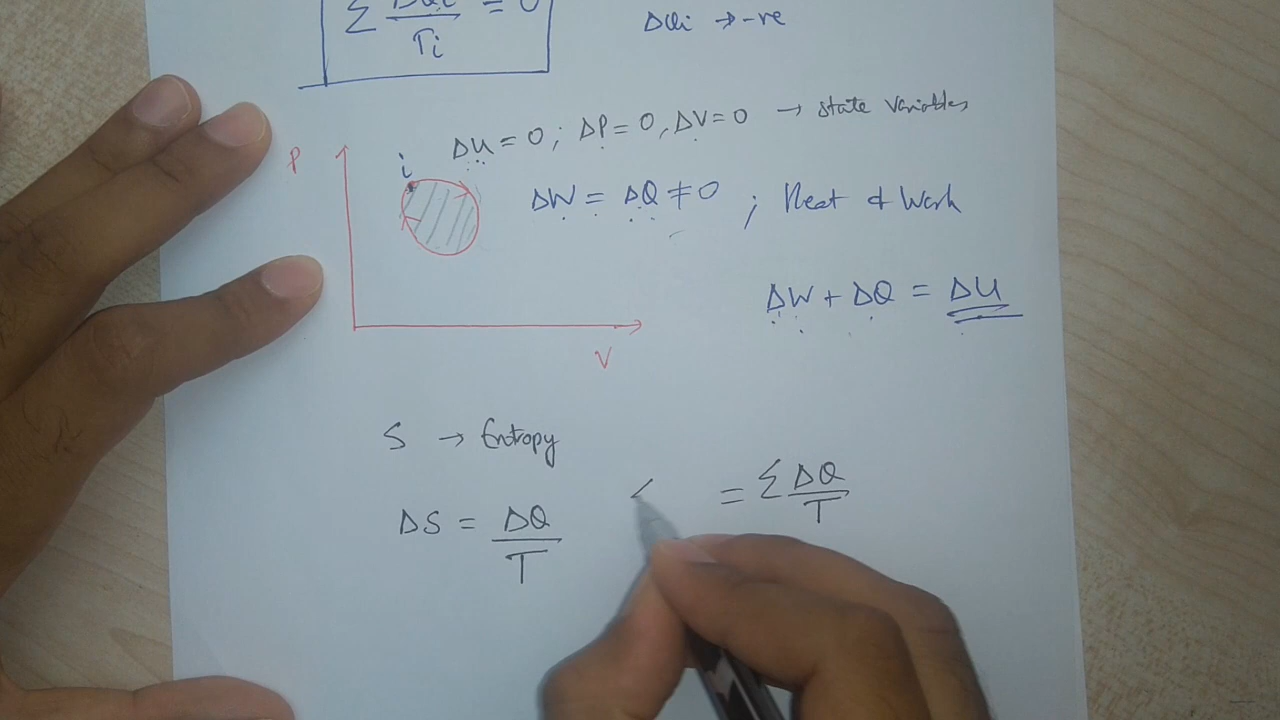 Σ ΔQi / Ti = 0
ΔQi → -ve
ΔU = 0 ; ΔP = 0 , ΔV = 0 → State Variables
P
i
ΔW = ΔQ ≠ 0 ; Heat & Work
ΔW + ΔQ = ΔU
V
S → Entropy
ΔS = ΔQ / T
= Σ ΔQ / T